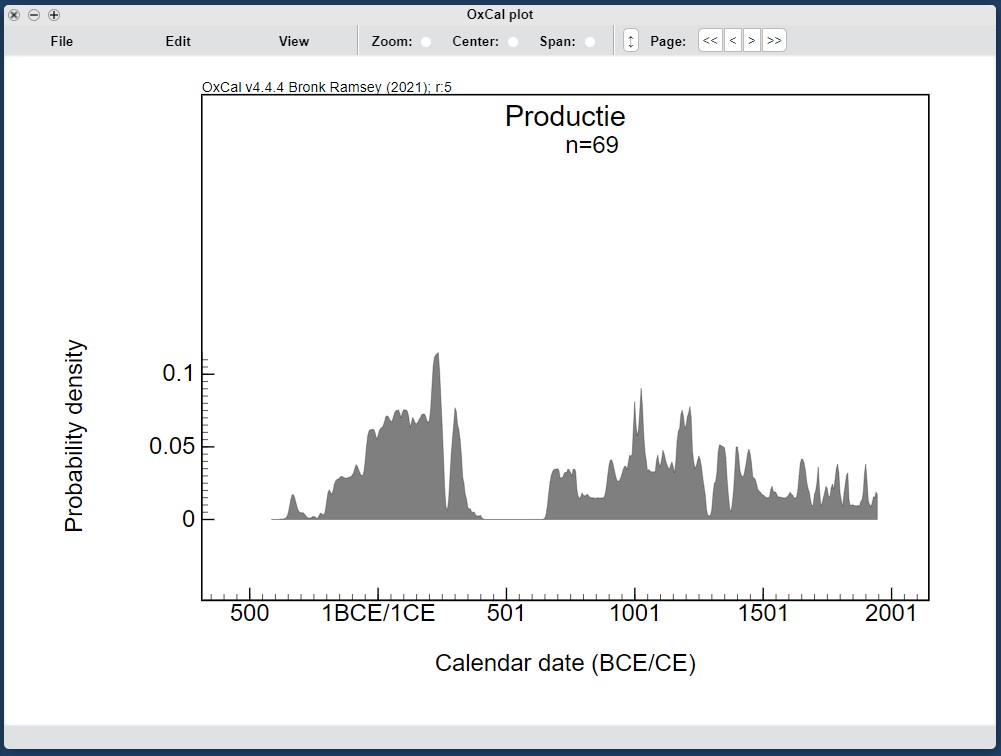 OxCal plot
File Edit View Zoom: Center: Span: Page: << < > >>
OxCal v4.4.4 Bronk Ramsey (2021); r:5
Productie
n=69
Probability density
0.1
0.05
0
500 1BCE/1CE 501 1001 1501 2001
Calendar date (BCE/CE)